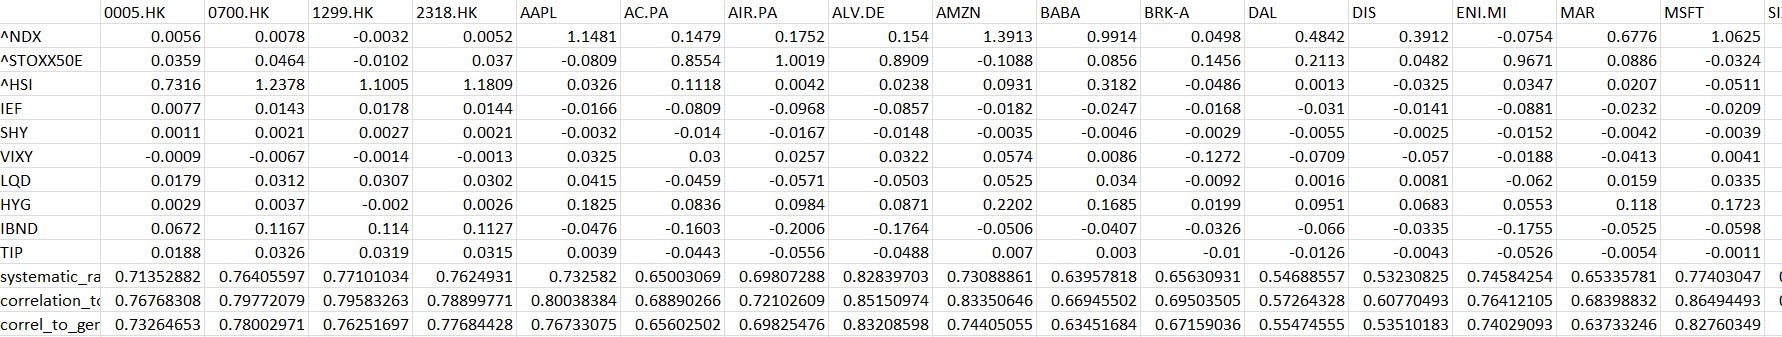 0005.HK 0700.HK 1299.HK 2318.HK AAPL AC.PA AIR.PA ALV.DE AMZN BABA BRK-A DAL DIS ENI.MI MAR MSFT SI
^NDX 0.0056 0.0078 -0.0032 0.0052 1.1481 0.1479 0.1752 0.154 1.3913 0.9914 0.0498 0.4842 0.3912 -0.0754 0.6776 1.0625
^STOXX50E 0.0359 0.0464 -0.0102 0.037 -0.0809 0.8554 1.0019 0.8909 -0.1088 0.0856 0.1456 0.2113 0.0482 0.9671 0.0886 -0.0324
^HSI 0.7316 1.2378 1.1005 1.1809 0.0326 0.1118 0.0042 0.0238 0.0931 0.3182 -0.0486 0.0013 -0.0325 0.0347 0.0207 -0.0511
IEF 0.0077 0.0143 0.0178 0.0144 -0.0166 -0.0809 -0.0968 -0.0857 -0.0182 -0.0247 -0.0168 -0.031 -0.0141 -0.0881 -0.0232 -0.0209
SHY 0.0011 0.0021 0.0027 0.0021 -0.0032 -0.014 -0.0167 -0.0148 -0.0035 -0.0046 -0.0029 -0.0055 -0.0025 -0.0152 -0.0042 -0.0039
VIXY -0.0009 -0.0067 -0.0014 -0.0013 0.0325 0.03 0.0257 0.0322 0.0574 0.0086 -0.1272 -0.0709 -0.057 -0.0188 -0.0413 0.0041
LQD 0.0179 0.0312 0.0307 0.0302 0.0415 -0.0459 -0.0571 -0.0503 0.0525 0.034 -0.0092 0.0016 0.0081 -0.062 0.0159 0.0335
HYG 0.0029 0.0037 -0.002 0.0026 0.1825 0.0836 0.0984 0.0871 0.2202 0.1685 0.0199 0.0951 0.0683 0.0553 0.118 0.1723
IBND 0.0672 0.1167 0.114 0.1127 -0.0476 -0.1603 -0.2006 -0.1764 -0.0506 -0.0407 -0.0326 -0.066 -0.0335 -0.1755 -0.0525 -0.0598
TIP 0.0188 0.0326 0.0319 0.0315 0.0039 -0.0443 -0.0556 -0.0488 0.007 0.003 -0.01 -0.0126 -0.0043 -0.0526 -0.0054 -0.0011
systematic_ra 0.71352882 0.76405597 0.77101034 0.7624931 0.732582 0.65003069 0.69807288 0.82839703 0.73088861 0.63957818 0.65630931 0.54688557 0.53230825 0.74584254 0.65335781 0.77403047
correlation_to 0.76768308 0.79772079 0.79583263 0.78899771 0.80038384 0.68890266 0.72102609 0.85150974 0.83350646 0.66945502 0.69503505 0.57264328 0.60770493 0.76412105 0.68398832 0.86494493
correl_to_ger 0.73264653 0.78002971 0.76251697 0.77684428 0.76733075 0.65602502 0.69825476 0.83208598 0.74405055 0.63451684 0.67159036 0.55474555 0.53510183 0.74029093 0.63733246 0.82760349